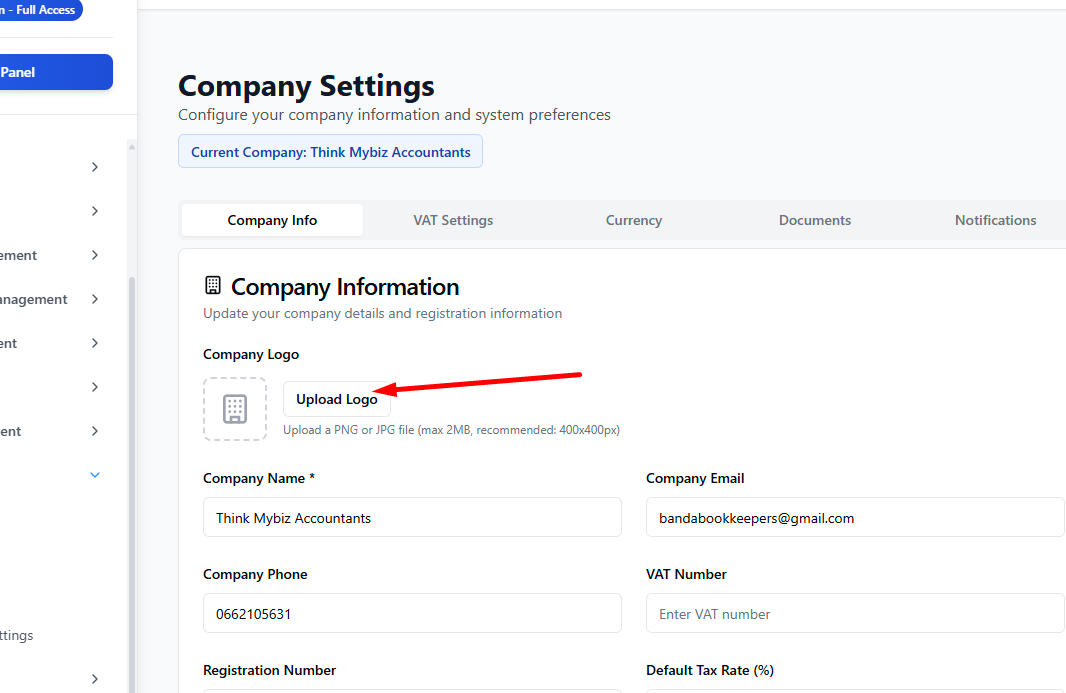 n - Full Access
Panel
Company Settings
Configure your company information and system preferences
Current Company: Think Mybiz Accountants
Company Info
VAT Settings
Currency
Documents
Notifications
ement
anagement
ent
ent
ttings
Company Information
Update your company details and registration information
Company Logo
Upload Logo
Upload a PNG or JPG file (max 2MB, recommended: 400x400px)
Company Name *
Company Email
Think Mybiz Accountants
bandabookkeepers@gmail.com
Company Phone
VAT Number
0662105631
Enter VAT number
Registration Number
Default Tax Rate (%)